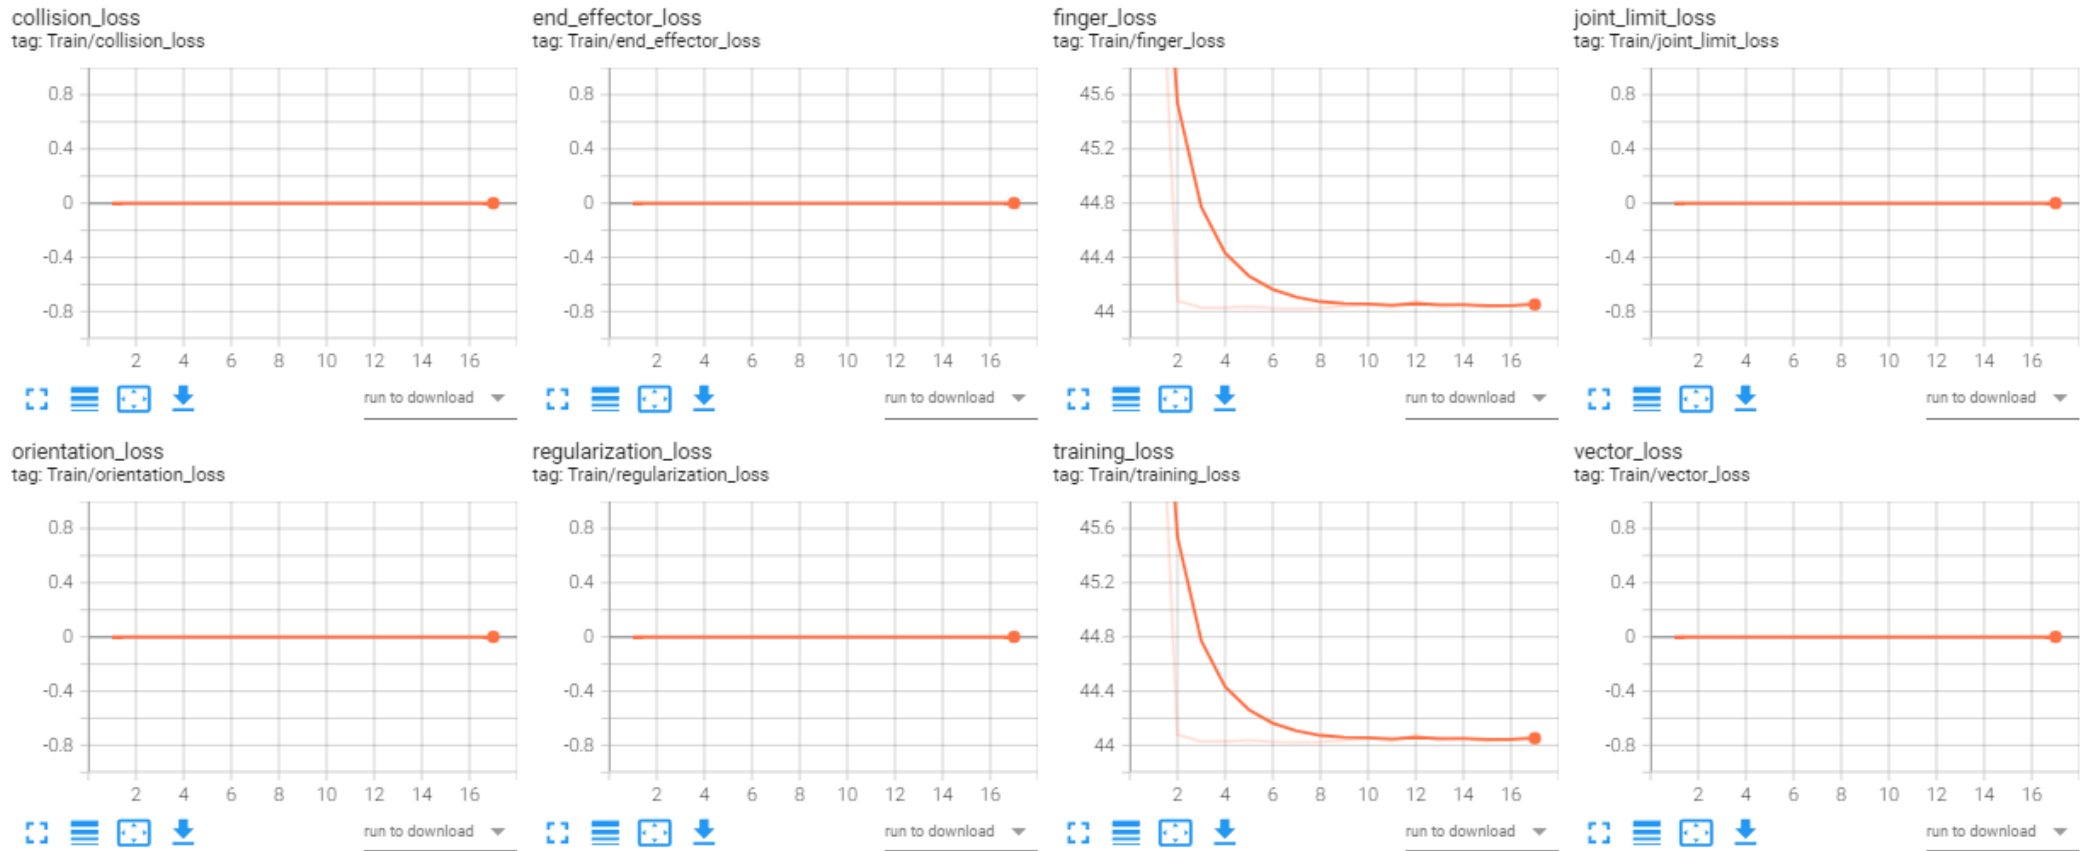 collision_loss
tag: Train/collision_loss
0.8
0.4
0
-0.4
-0.8
2 4 6 8 10 12 14 16
run to download
end_effector_loss
tag: Train/end_effector_loss
0.8
0.4
0
-0.4
-0.8
2 4 6 8 10 12 14 16
run to download
finger_loss
tag: Train/finger_loss
45.6
45.2
44.8
44.4
44
2 4 6 8 10 12 14 16
run to download
joint_limit_loss
tag: Train/joint_limit_loss
0.8
0.4
0
-0.4
-0.8
2 4 6 8 10 12 14 16
run to download
orientation_loss
tag: Train/orientation_loss
0.8
0.4
0
-0.4
-0.8
2 4 6 8 10 12 14 16
run to download
regularization_loss
tag: Train/regularization_loss
0.8
0.4
0
-0.4
-0.8
2 4 6 8 10 12 14 16
run to download
training_loss
tag: Train/training_loss
45.6
45.2
44.8
44.4
44
2 4 6 8 10 12 14 16
run to download
vector_loss
tag: Train/vector_loss
0.8
0.4
0
-0.4
-0.8
2 4 6 8 10 12 14 16
run to download